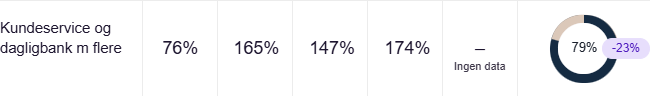 Kundeservice og
dagligbank m flere
76%
165%
147%
174%
–
Ingen data
79%
-23%